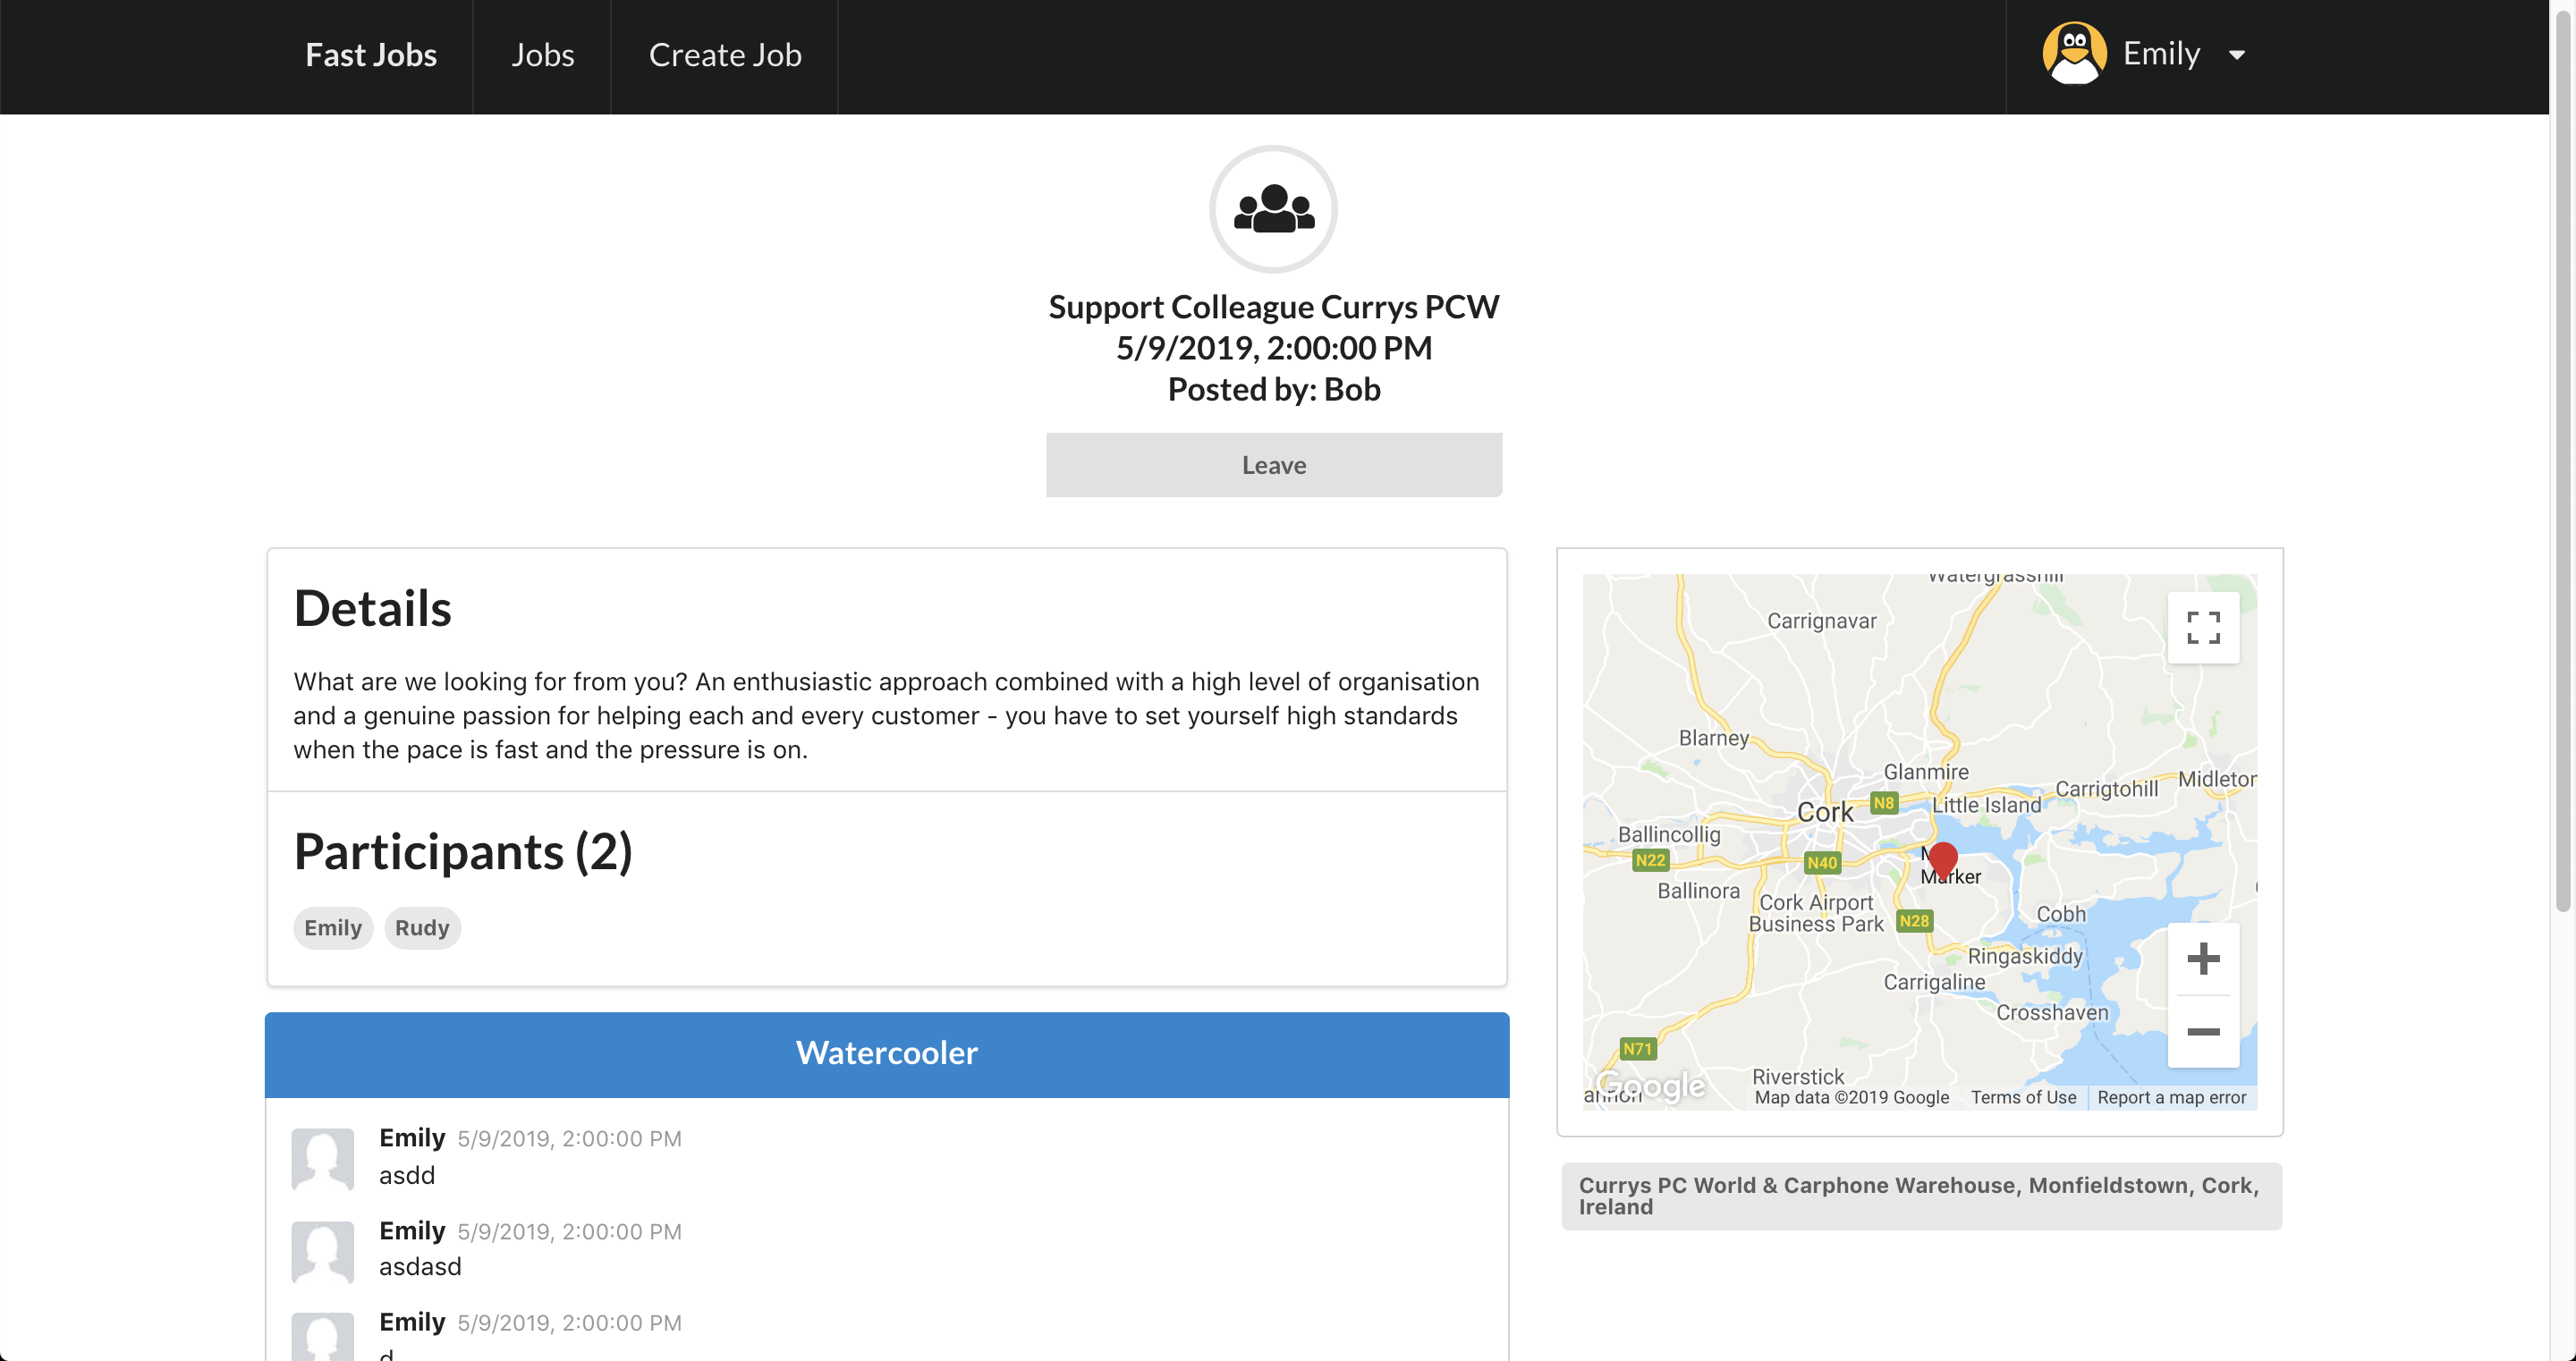 Fast Jobs
Jobs
Create Job
Emily
Support Colleague Currys PCW
5/9/2019, 2:00:00 PM
Posted by: Bob
Leave
Details
What are we looking for from you? An enthusiastic approach combined with a high level of organisation
and a genuine passion for helping each and every customer - you have to set yourself high standards
when the pace is fast and the pressure is on.
Participants (2)
Emily
Rudy
Watercooler
Emily 5/9/2019, 2:00:00 PM
asdd
Emily 5/9/2019, 2:00:00 PM
asdasd
Emily 5/9/2019, 2:00:00 PM
d
Watergrasshill
Carrignavar
Blarney
Glanmire
Carrigtohill
Midleton
Cork
N8
Little Island
Ballincollig
N22
N40
Marker
Ballinora
Cork Airport
Business Park
N28
Cobh
Ringaskiddy
Carrigaline
Crosshaven
N71
Riverstick
Google
Map data ©2019 Google
Terms of Use
Report a map error
Currys PC World & Carphone Warehouse, Monfieldstown, Cork,
Ireland